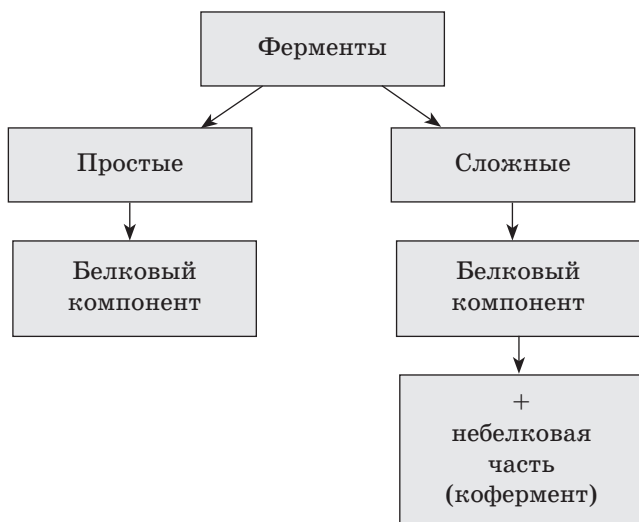 Ферменты
Простые
Сложные
Белковый
компонент
Белковый
компонент
+
небелковая
часть
(кофермент)